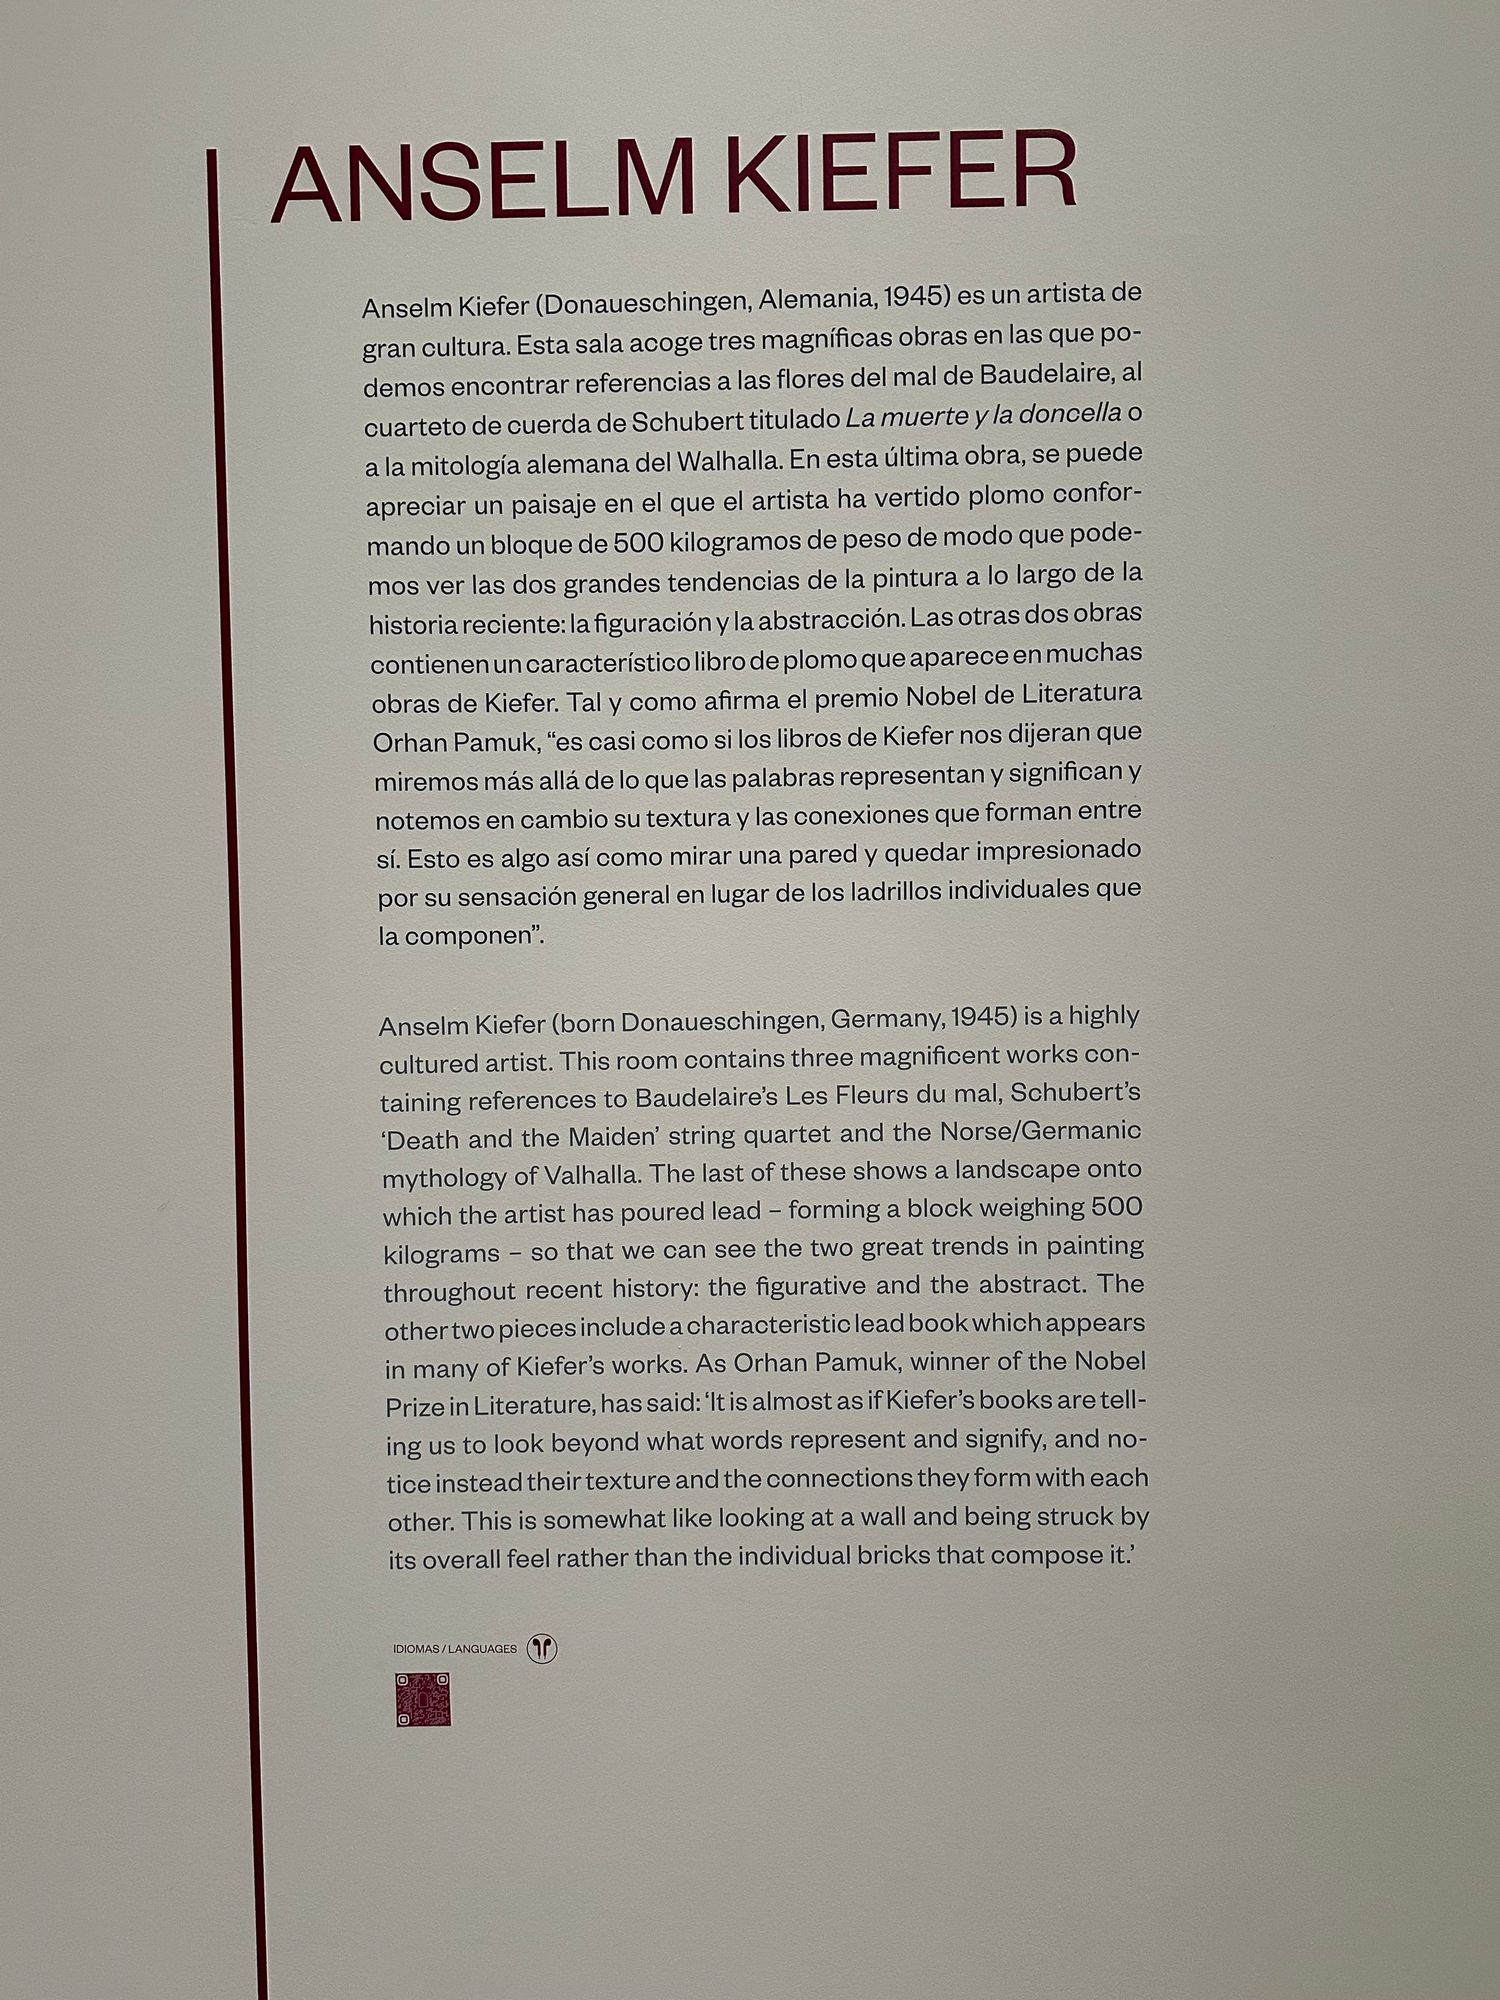 ANSELM KIEFER
Anselm Kiefer (Donaueschingen, Alemania, 1945) es un artista de
gran cultura. Esta sala acoge tres magníficas obras en las que po-
demos encontrar referencias a las flores del mal de Baudelaire, al
cuarteto de cuerda de Schubert titulado La muerte y la doncella o
a la mitología alemana del Walhalla. En esta última obra, se puede
apreciar un paisaje en el que el artista ha vertido plomo confor-
mando un bloque de 500 kilogramos de peso de modo que pode-
mos ver las dos grandes tendencias de la pintura a lo largo de la
historia reciente: la figuración y la abstracción. Las otras dos obras
contienen un característico libro de plomo que aparece en muchas
obras de Kiefer. Tal y como afirma el premio Nobel de Literatura
Orhan Pamuk, “es casi como si los libros de Kiefer nos dijeran que
miremos más allá de lo que las palabras representan y significan y
notemos en cambio su textura y las conexiones que forman entre
sí. Esto es algo así como mirar una pared y quedar impresionado
por su sensación general en lugar de los ladrillos individuales que
la componen”.
Anselm Kiefer (born Donaueschingen, Germany, 1945) is a highly
cultured artist. This room contains three magnificent works con-
taining references to Baudelaire’s Les Fleurs du mal, Schubert’s
‘Death and the Maiden’ string quartet and the Norse/Germanic
mythology of Valhalla. The last of these shows a landscape onto
which the artist has poured lead – forming a block weighing 500
kilograms – so that we can see the two great trends in painting
throughout recent history: the figurative and the abstract. The
other two pieces include a characteristic lead book which appears
in many of Kiefer’s works. As Orhan Pamuk, winner of the Nobel
Prize in Literature, has said: ‘It is almost as if Kiefer’s books are tell-
ing us to look beyond what words represent and signify, and no-
tice instead their texture and the connections they form with each
other. This is somewhat like looking at a wall and being struck by
its overall feel rather than the individual bricks that compose it.’
IDIOMAS / LANGUAGES